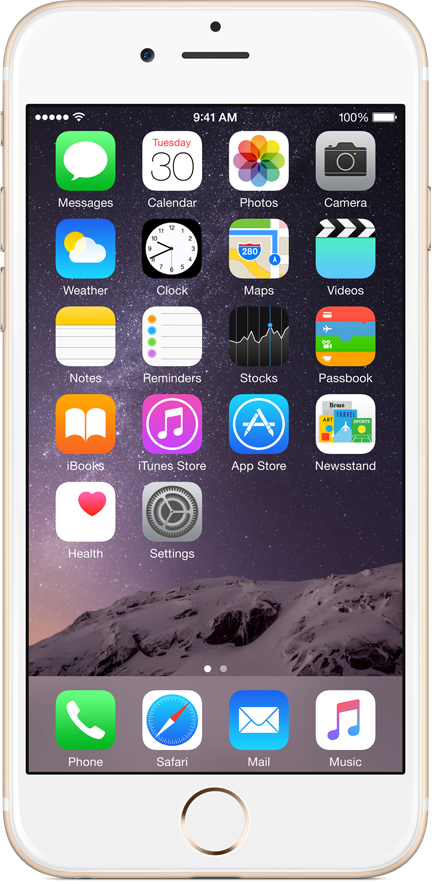 9:41 AM 100%
Tuesday
30
Messages Calendar Photos Camera
280
Weather Clock Maps Videos
Notes Reminders Stocks Passbook
News
ART TRAVEL SPORTS
iBooks iTunes Store App Store Newsstand
Health Settings
Phone Safari Mail Music